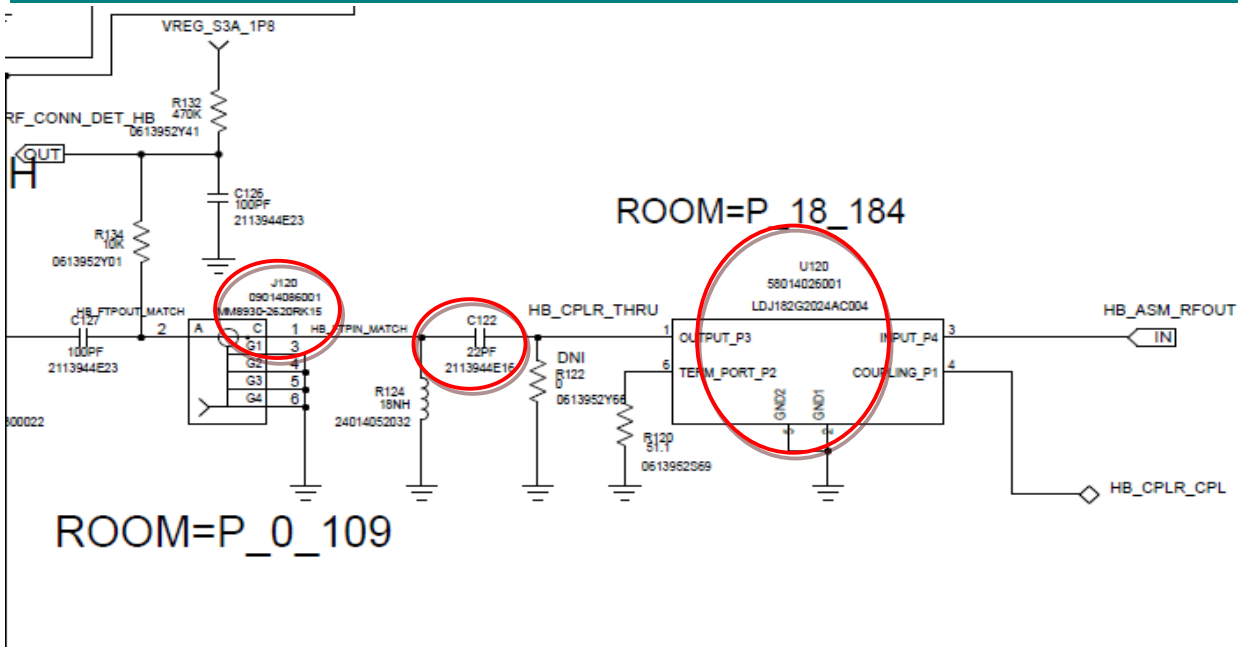 VREG_S3A_1P8
R132
470K
0613952Y41
RF_CONN_DET_HB
OUT
H
C126
100PF
2113944E23
R134
10K
0613952Y01
ROOM=P_18_184
J120
09014086001
MM8930-2620RK15
HB_FTPOUT_MATCH
C127
100PF
2113944E23
2
A
C
G1
G2
G3
G4
1
3
4
5
6
HB_FTPIN_MATCH
C122
22PF
2113944E16
R124
18NH
24014052032
HB_CPLR_THRU
DNI
R122
0
0613952Y66
R120
51.1
0613952S69
U120
58014026001
LDJ182G2024AC004
1
OUTPUT_P3
INPUT_P4
3
6
TERM_PORT_P2
COUPLING_P1
4
GND2
GND1
5
2
HB_ASM_RFOUT
IN
HB_CPLR_CPL
ROOM=P_0_109